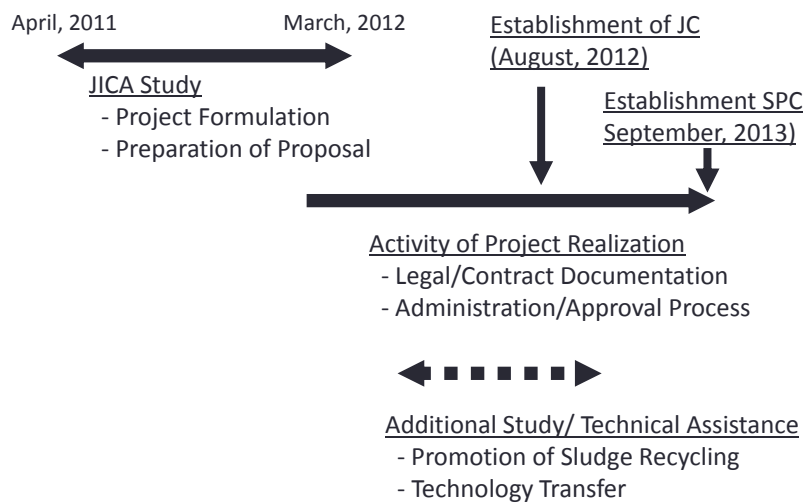 April, 2011
March, 2012
Establishment of JC
(August, 2012)
JICA Study
- Project Formulation
- Preparation of Proposal
Establishment SPC
September, 2013)
Activity of Project Realization
- Legal/Contract Documentation
- Administration/Approval Process
Additional Study/ Technical Assistance
- Promotion of Sludge Recycling
- Technology Transfer